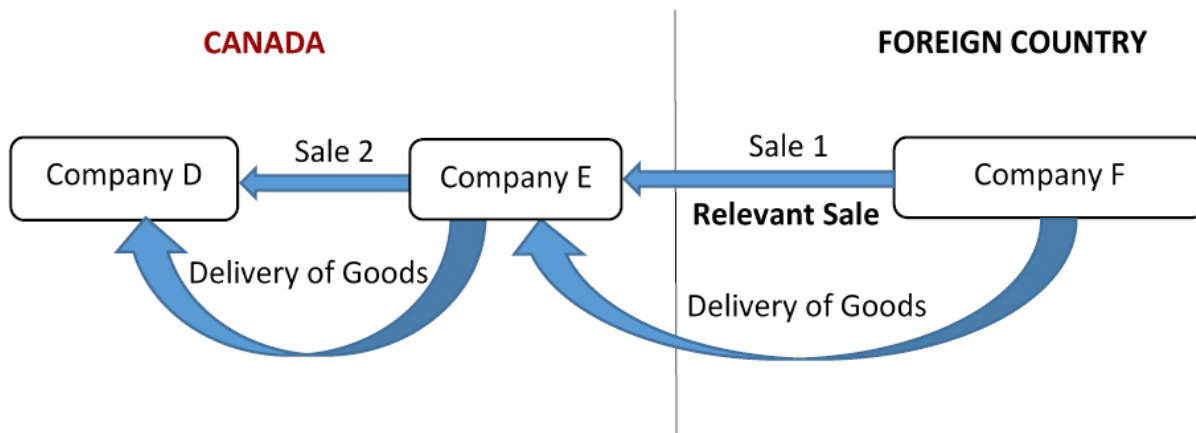 CANADA
FOREIGN COUNTRY
Company D
Sale 2
Company E
Sale 1
Company F
Relevant Sale
Delivery of Goods
Delivery of Goods